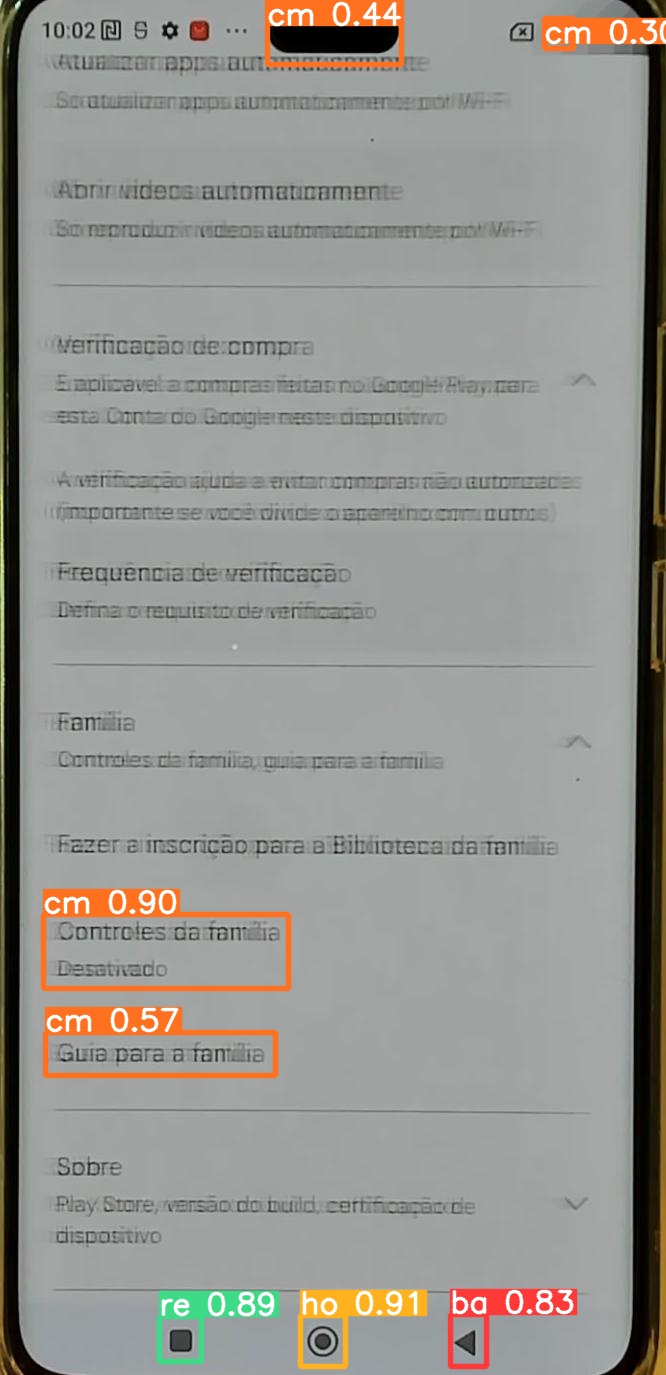 cm 0.44
10:02
cm 0.30
Atualizar apps automaticamente
Só atualizar apps automaticamente por Wi-Fi
Abrir vídeos automaticamente
Só reproduzir vídeos automaticamente por Wi-Fi
Verificação de compra
É aplicável a compras feitas no Google Play para
esta Conta do Google neste dispositivo
A verificação ajuda a evitar compras não autorizadas
(importante se você divide o aparelho com outros)
Frequência de verificação
Defina o requisito de verificação
Família
Controles da família, guia para a família
Fazer a inscrição para a Biblioteca da família
cm 0.90
Controles da família
Desativado
cm 0.57
Guia para a família
Sobre
Play Store, versão do build, certificação de
dispositivo
re 0.89
ho 0.91
ba 0.83